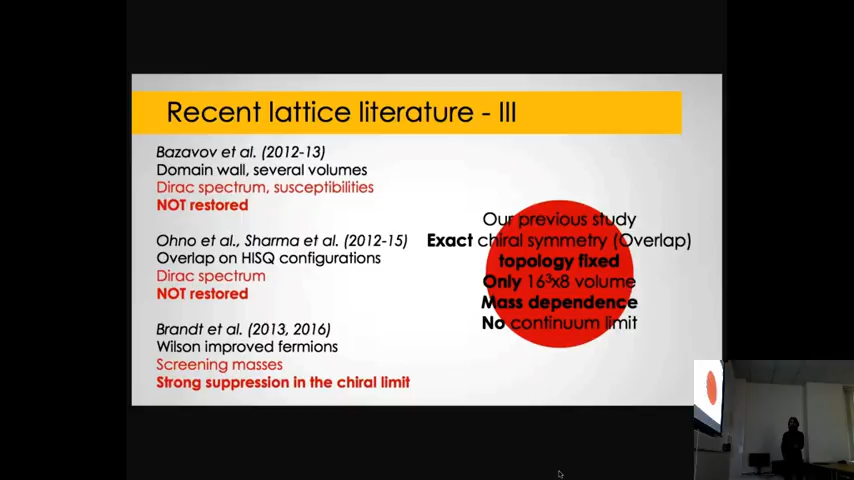 Recent lattice literature - III
Bazavov et al. (2012-13)
Domain wall, several volumes
Dirac spectrum, susceptibilities
NOT restored
Ohno et al., Sharma et al. (2012-15)
Overlap on HISQ configurations
Dirac spectrum
NOT restored
Brandt et al. (2013, 2016)
Wilson improved fermions
Screening masses
Strong suppression in the chiral limit
Our previous study
Exact chiral symmetry (Overlap)
topology fixed
Only 16³x8 volume
Mass dependence
No continuum limit